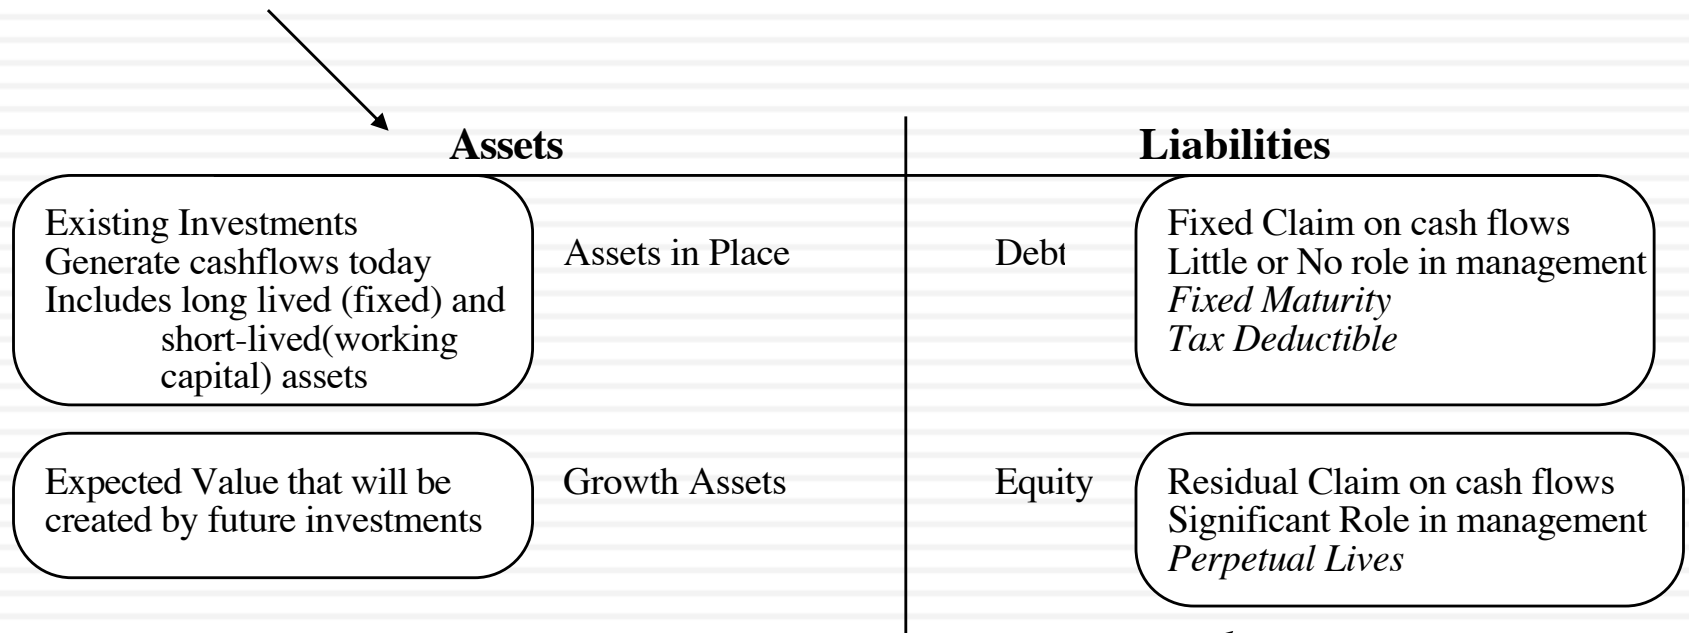 Assets
Liabilities
Existing Investments
Generate cashflows today
Includes long lived (fixed) and
short-lived(working
capital) assets
Assets in Place
Debt
Fixed Claim on cash flows
Little or No role in management
Fixed Maturity
Tax Deductible
Expected Value that will be
created by future investments
Growth Assets
Equity
Residual Claim on cash flows
Significant Role in management
Perpetual Lives